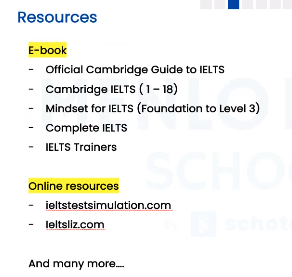 Resources
E-book
- Official Cambridge Guide to IELTS
- Cambridge IELTS ( 1 – 18)
- Mindset for IELTS (Foundation to Level 3)
- Complete IELTS
- IELTS Trainers
Online resources
- ieltstestsimulation.com
- Ieltsliz.com
And many more....